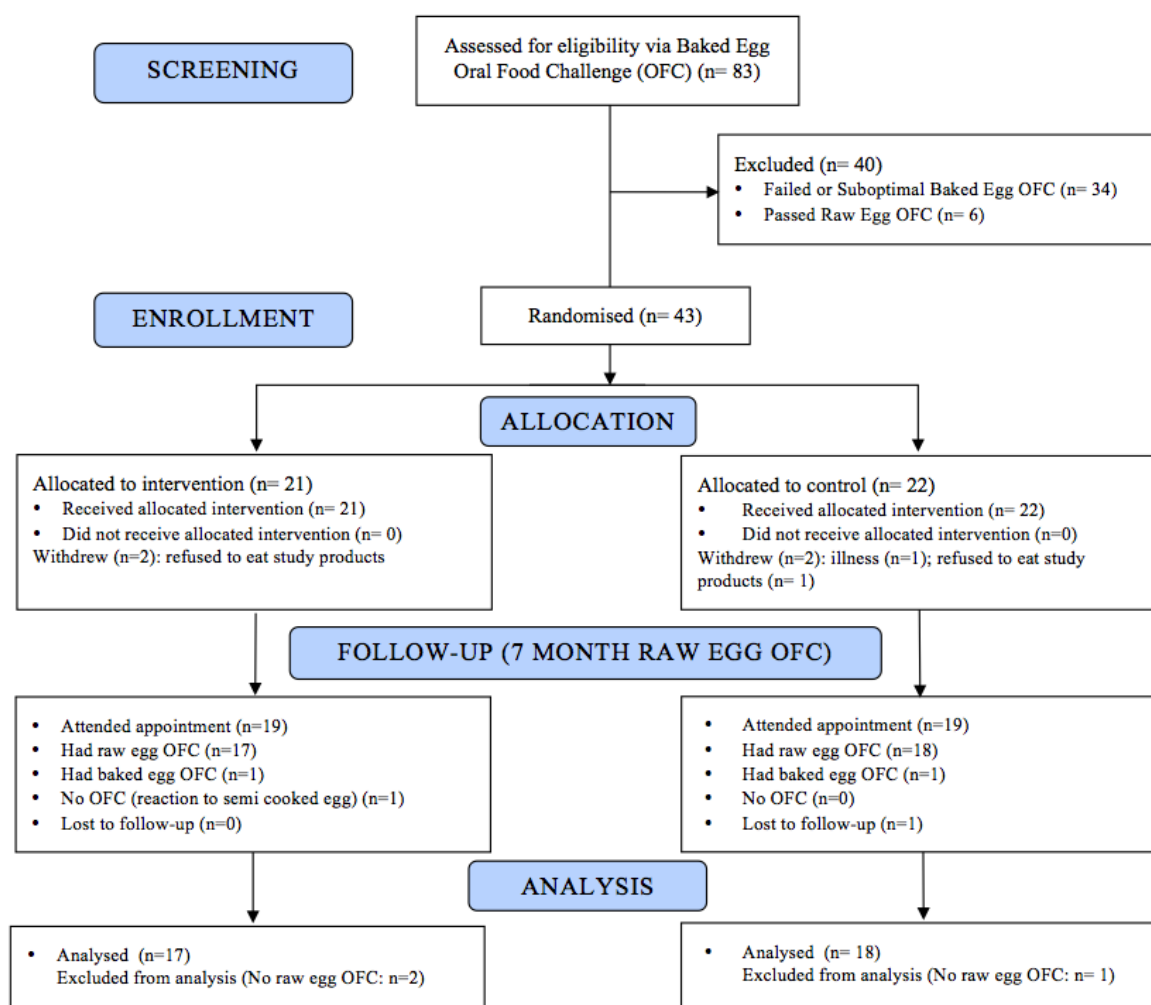 SCREENING
Assessed for eligibility via Baked Egg
Oral Food Challenge (OFC) (n= 83)
Excluded (n= 40)
• Failed or Suboptimal Baked Egg OFC (n= 34)
• Passed Raw Egg OFC (n= 6)
ENROLLMENT
Randomised (n= 43)
ALLOCATION
Allocated to intervention (n= 21)
• Received allocated intervention (n= 21)
• Did not receive allocated intervention (n= 0)
Withdrew (n=2): refused to eat study products
Allocated to control (n= 22)
• Received allocated intervention (n= 22)
• Did not receive allocated intervention (n=0)
Withdrew (n=2): illness (n=1); refused to eat study
products (n= 1)
FOLLOW-UP (7 MONTH RAW EGG OFC)
• Attended appointment (n=19)
• Had raw egg OFC (n=17)
• Had baked egg OFC (n=1)
• No OFC (reaction to semi cooked egg) (n=1)
• Lost to follow-up (n=0)
• Attended appointment (n=19)
• Had raw egg OFC (n=18)
• Had baked egg OFC (n=1)
• No OFC (n=0)
• Lost to follow-up (n=1)
ANALYSIS
• Analysed (n=17)
Excluded from analysis (No raw egg OFC: n=2)
• Analysed (n= 18)
Excluded from analysis (No raw egg OFC: n= 1)